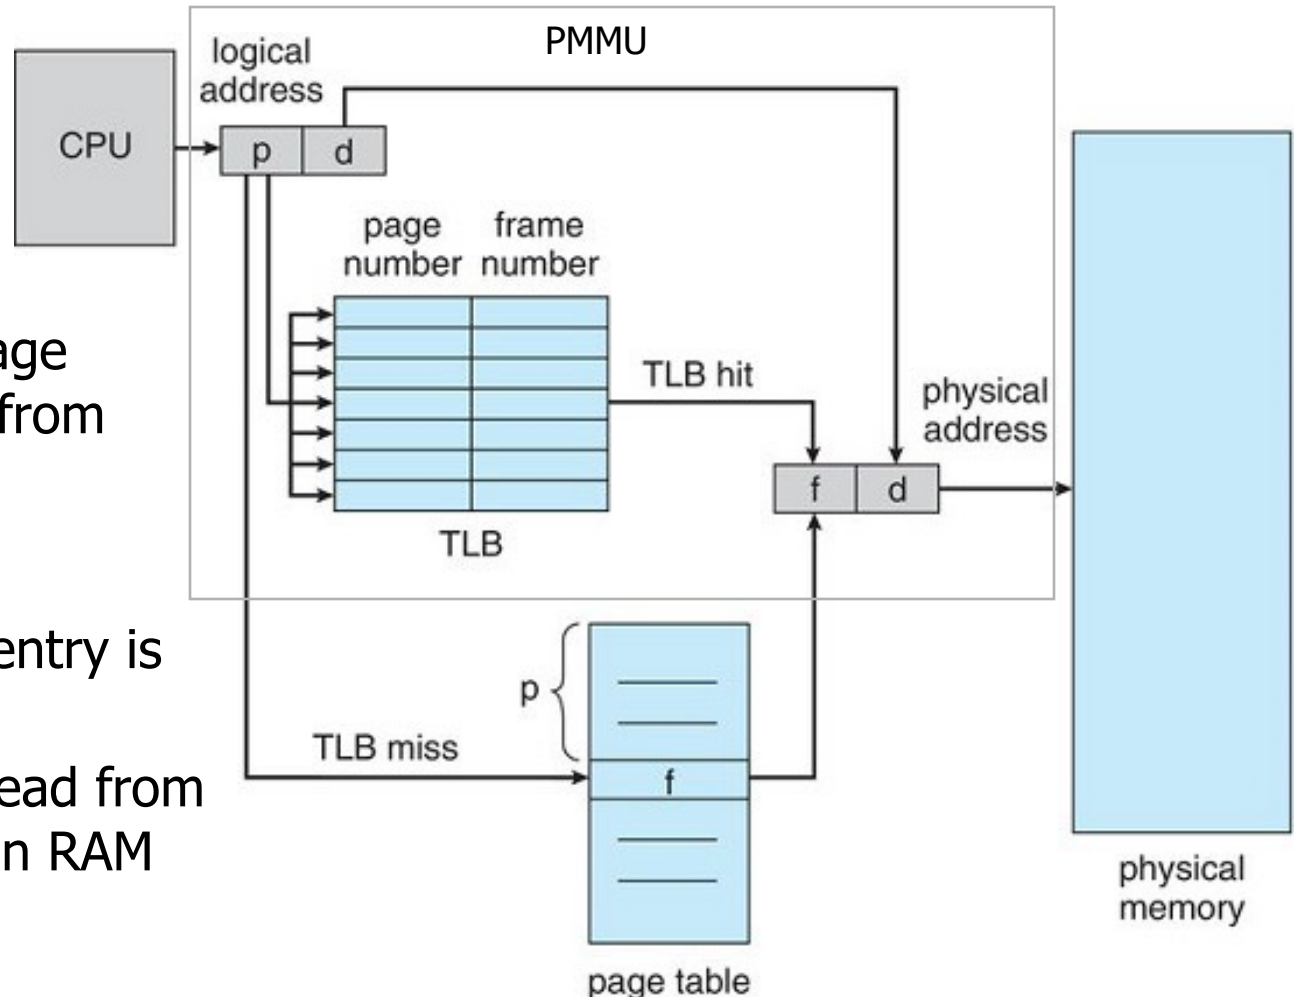 PMMU
logical
address
CPU
p
d
page
number
frame
number
age
from
TLB hit
physical
address
f
d
TLB
entry is
p
TLB miss
f
ead from
n RAM
physical
memory
page table